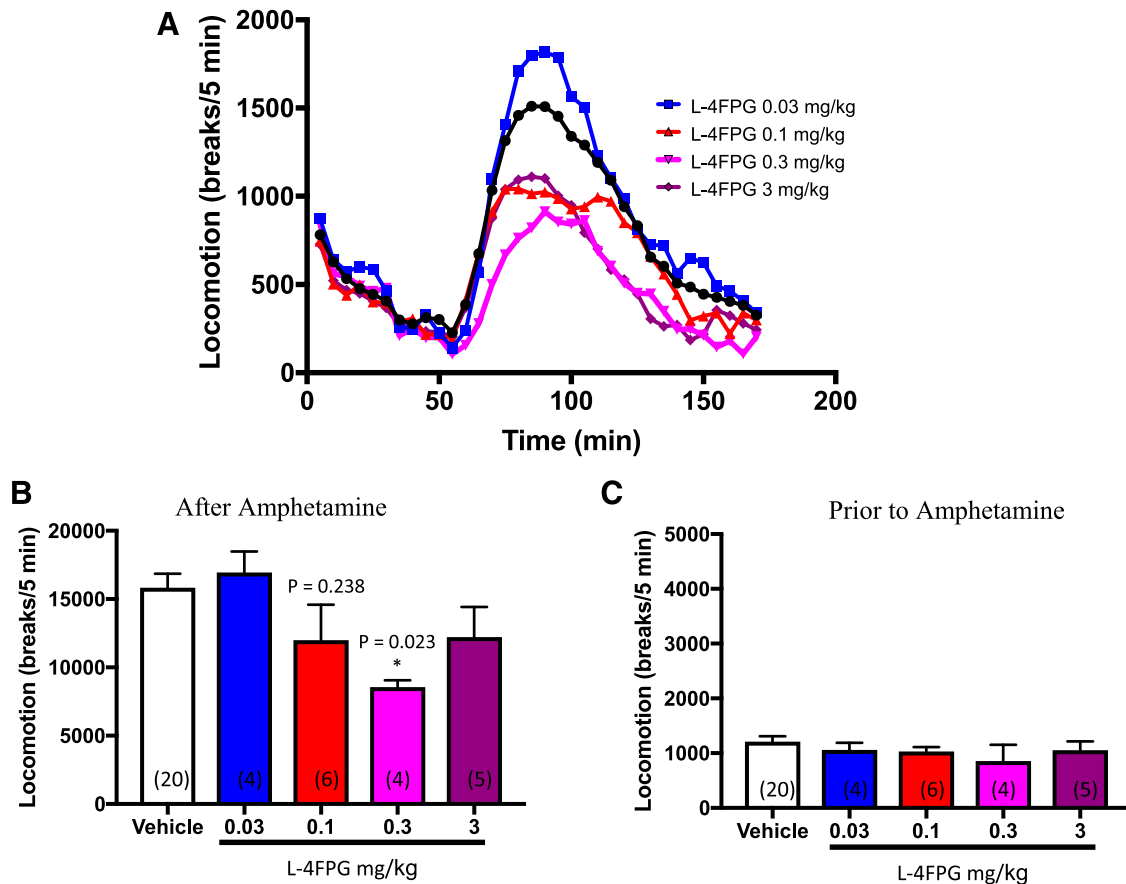 A
Locomotion (breaks/5 min)
2000
1500
1000
500
0
0 50 100 150 200
Time (min)
L-4FPG 0.03 mg/kg
L-4FPG 0.1 mg/kg
L-4FPG 0.3 mg/kg
L-4FPG 3 mg/kg
B
After Amphetamine
Locomotion (breaks/5 min)
20000
15000
10000
5000
0
P = 0.238
P = 0.023
*
(20) (4) (6) (4) (5)
Vehicle 0.03 0.1 0.3 3
L-4FPG mg/kg
C
Prior to Amphetamine
Locomotion (breaks/5 min)
5000
4000
3000
2000
1000
0
(20) (4) (6) (4) (5)
Vehicle 0.03 0.1 0.3 3
L-4FPG mg/kg